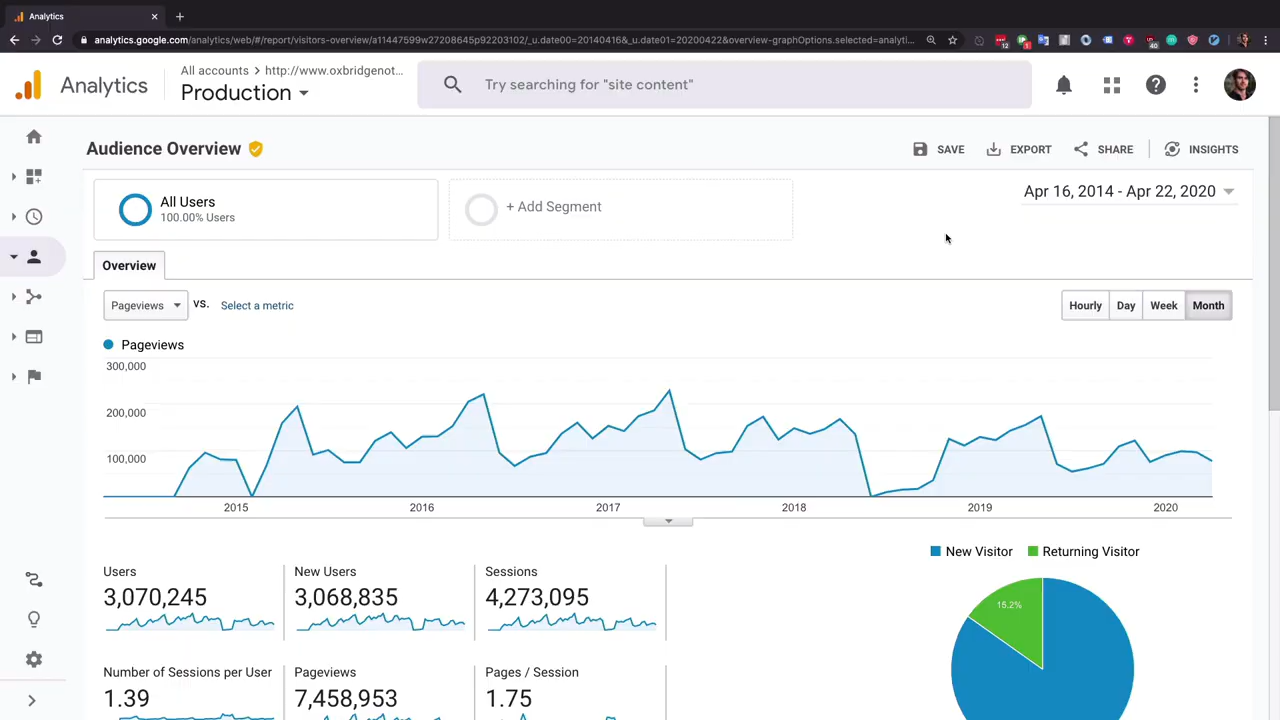 Analytics
analytics.google.com/analytics/web/#/report/visitors-overview/a11447599w27208645p92203102/_u.date00=20140416&_u.date01=20200422&overview-graphOptions.selected=analyti...
Analytics
All accounts > http://www.oxbridgenot...
Production
Try searching for "site content"
Audience Overview
SAVE
EXPORT
SHARE
INSIGHTS
All Users
100.00% Users
+ Add Segment
Apr 16, 2014 - Apr 22, 2020
Overview
Pageviews
vs.
Select a metric
Hourly
Day
Week
Month
Pageviews
300,000
200,000
100,000
2015
2016
2017
2018
2019
2020
New Visitor
Returning Visitor
15.2%
Users
3,070,245
New Users
3,068,835
Sessions
4,273,095
Number of Sessions per User
1.39
Pageviews
7,458,953
Pages / Session
1.75